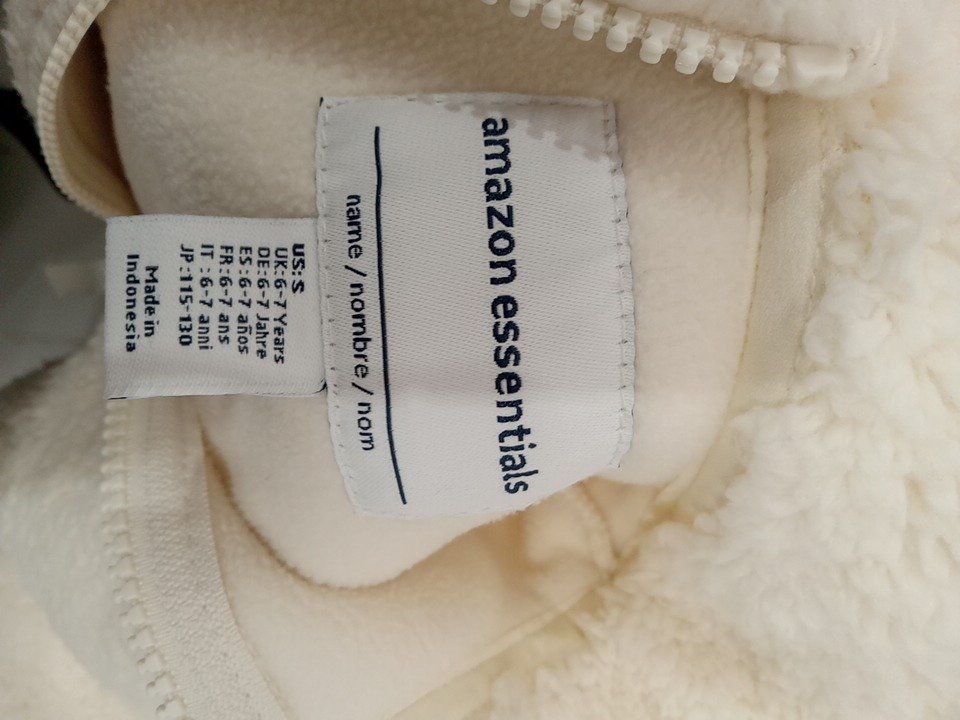 amazon essentials
name / nombre / nom
US: S
UK: 6-7 Years
DE: 6-7 Jahre
ES: 6-7 años
FR: 6-7 ans
IT : 6-7 anni
JP :115-130
Made in
Indonesia